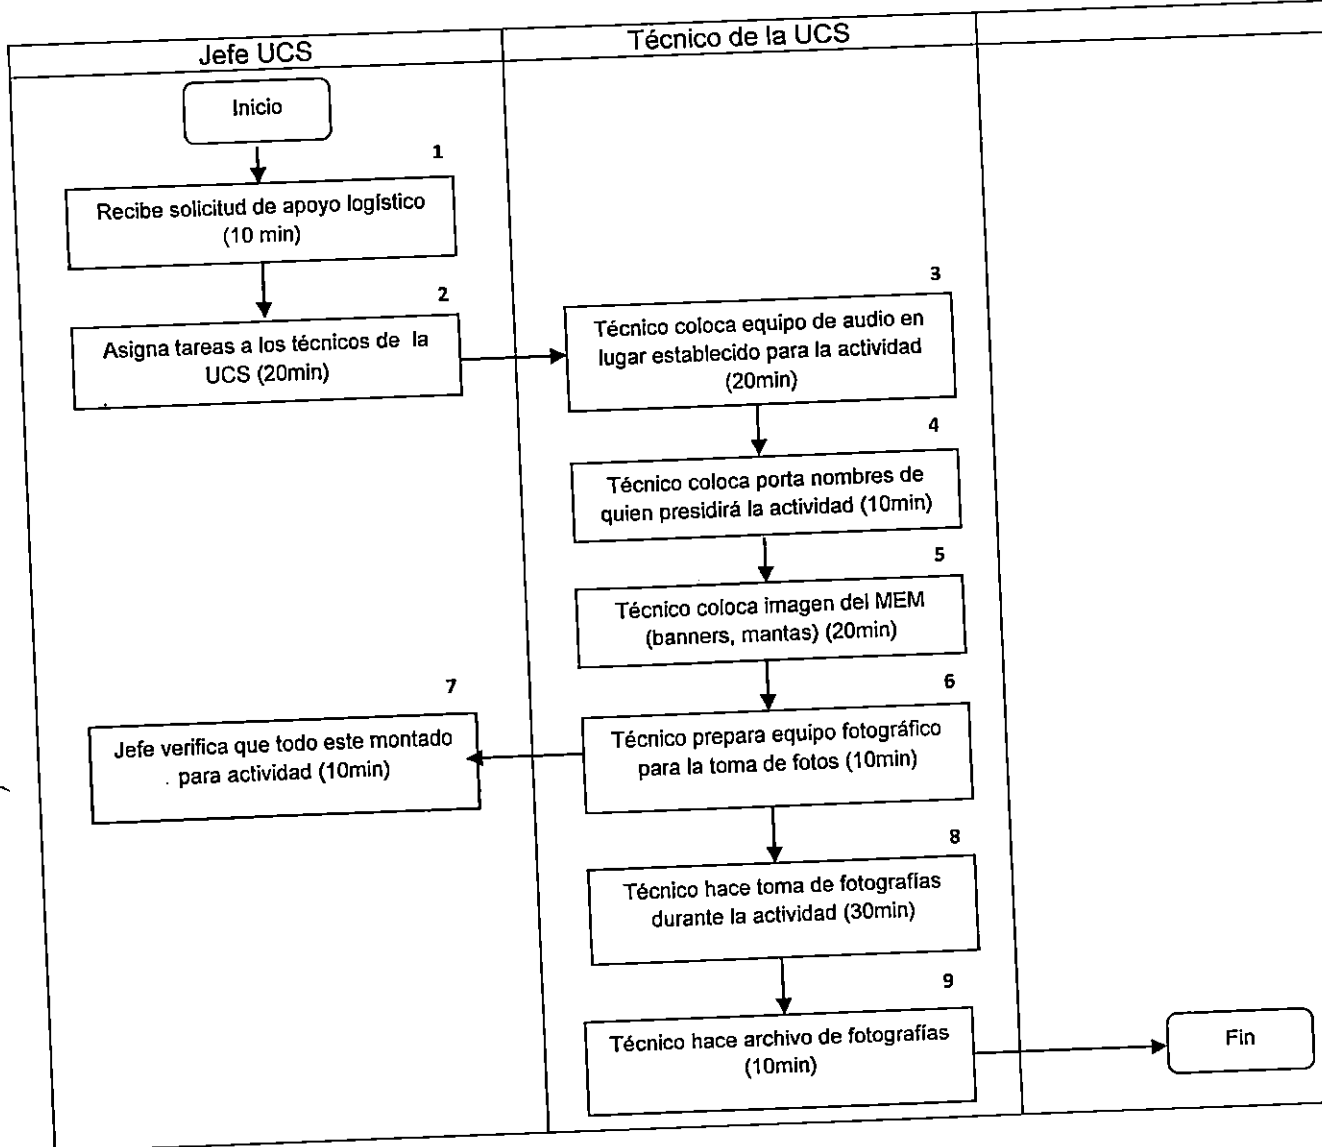 Jefe UCS
Técnico de la UCS
Inicio
1
Recibe solicitud de apoyo logístico
(10 min)
2
Asigna tareas a los técnicos de la
UCS (20min)
3
Técnico coloca equipo de audio en
lugar establecido para la actividad
(20min)
4
Técnico coloca porta nombres de
quien presidirá la actividad (10min)
5
Técnico coloca imagen del MEM
(banners, mantas) (20min)
6
Técnico prepara equipo fotográfico
para la toma de fotos (10min)
7
Jefe verifica que todo este montado
para actividad (10min)
8
Técnico hace toma de fotografías
durante la actividad (30min)
9
Técnico hace archivo de fotografías
(10min)
Fin